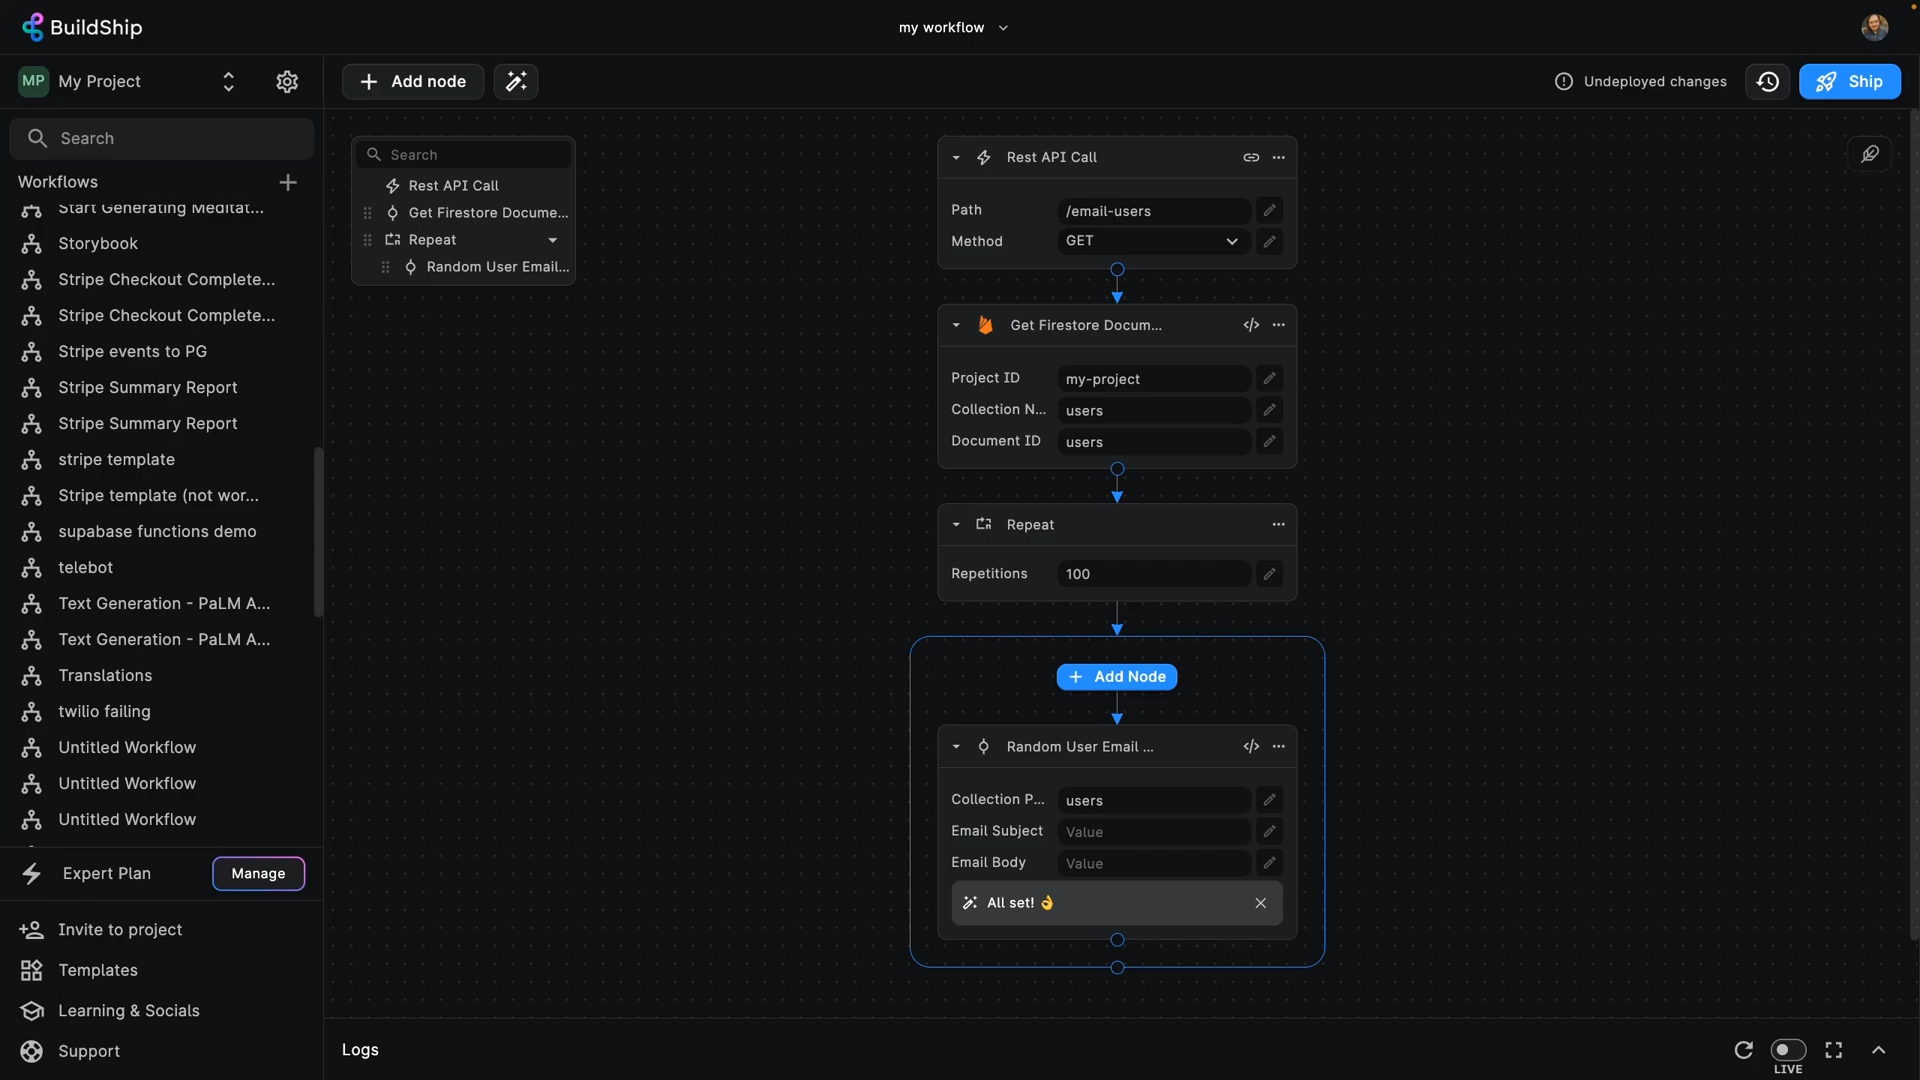 BuildShip
my workflow
MP My Project
Add node
Undeployed changes
Ship
Search
Workflows
Start Generating Meditat...
Storybook
Stripe Checkout Complete...
Stripe Checkout Complete...
Stripe events to PG
Stripe Summary Report
Stripe Summary Report
stripe template
Stripe template (not wor...
supabase functions demo
telebot
Text Generation - PaLM A...
Text Generation - PaLM A...
Translations
twilio failing
Untitled Workflow
Untitled Workflow
Untitled Workflow
Expert Plan
Manage
Invite to project
Templates
Learning & Socials
Support
Search
Rest API Call
Get Firestore Docume...
Repeat
Random User Email...
Rest API Call
Path /email-users
Method GET
Get Firestore Docum...
Project ID my-project
Collection N... users
Document ID users
Repeat
Repetitions 100
Add Node
Random User Email ...
Collection P... users
Email Subject Value
Email Body Value
All set! 👌
Logs
LIVE